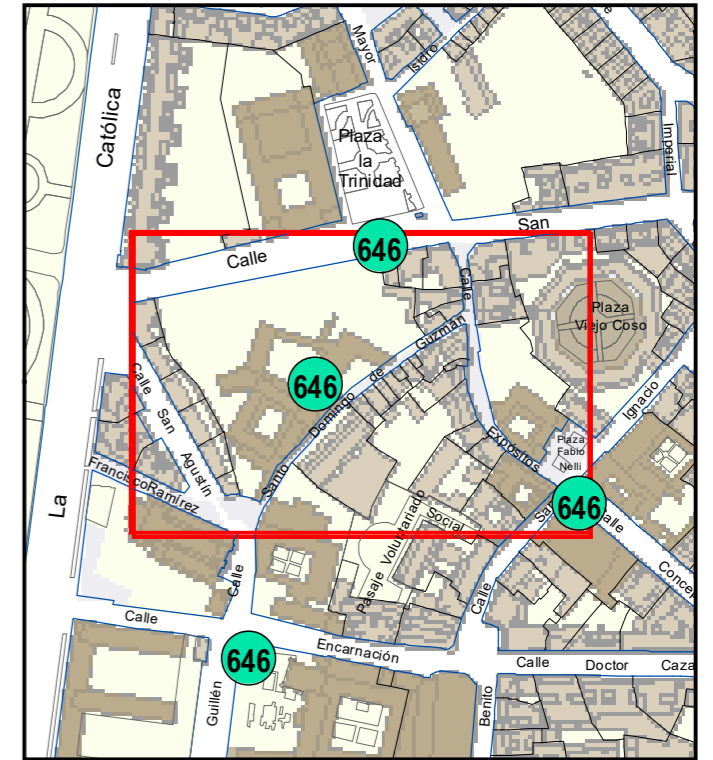 Mayor
Isidro
Católica
Plaza
la
Trinidad
Imperial
San
Calle
646
Calle
Plaza
Viejo Coso
Guzmán
de
Domingo
Santo
646
Calle
San
Agustín
Ignacio
Expósitos
Plaza
Fabio
Nelli
FranciscoRamírez
La
646
San
Calle
Social
Pasaje Voluntariado
Calle
Concep
Calle
Calle
Encarnación
646
Guillén
Benito
Calle Doctor Caza